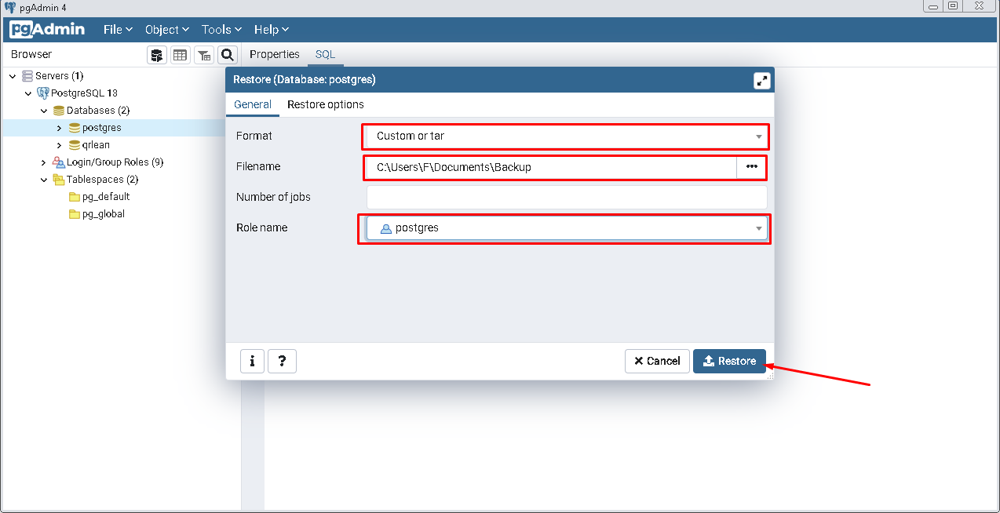 pgAdmin 4
pgAdmin File Object Tools Help
Browser Properties SQL
Servers (1)
PostgreSQL 13
Databases (2)
postgres
qrlean
Login/Group Roles (9)
Tablespaces (2)
pg_default
pg_global
Restore (Database: postgres)
General Restore options
Format Custom or tar
Filename C:\Users\F\Documents\Backup
Number of jobs
Role name postgres
i ? Cancel Restore